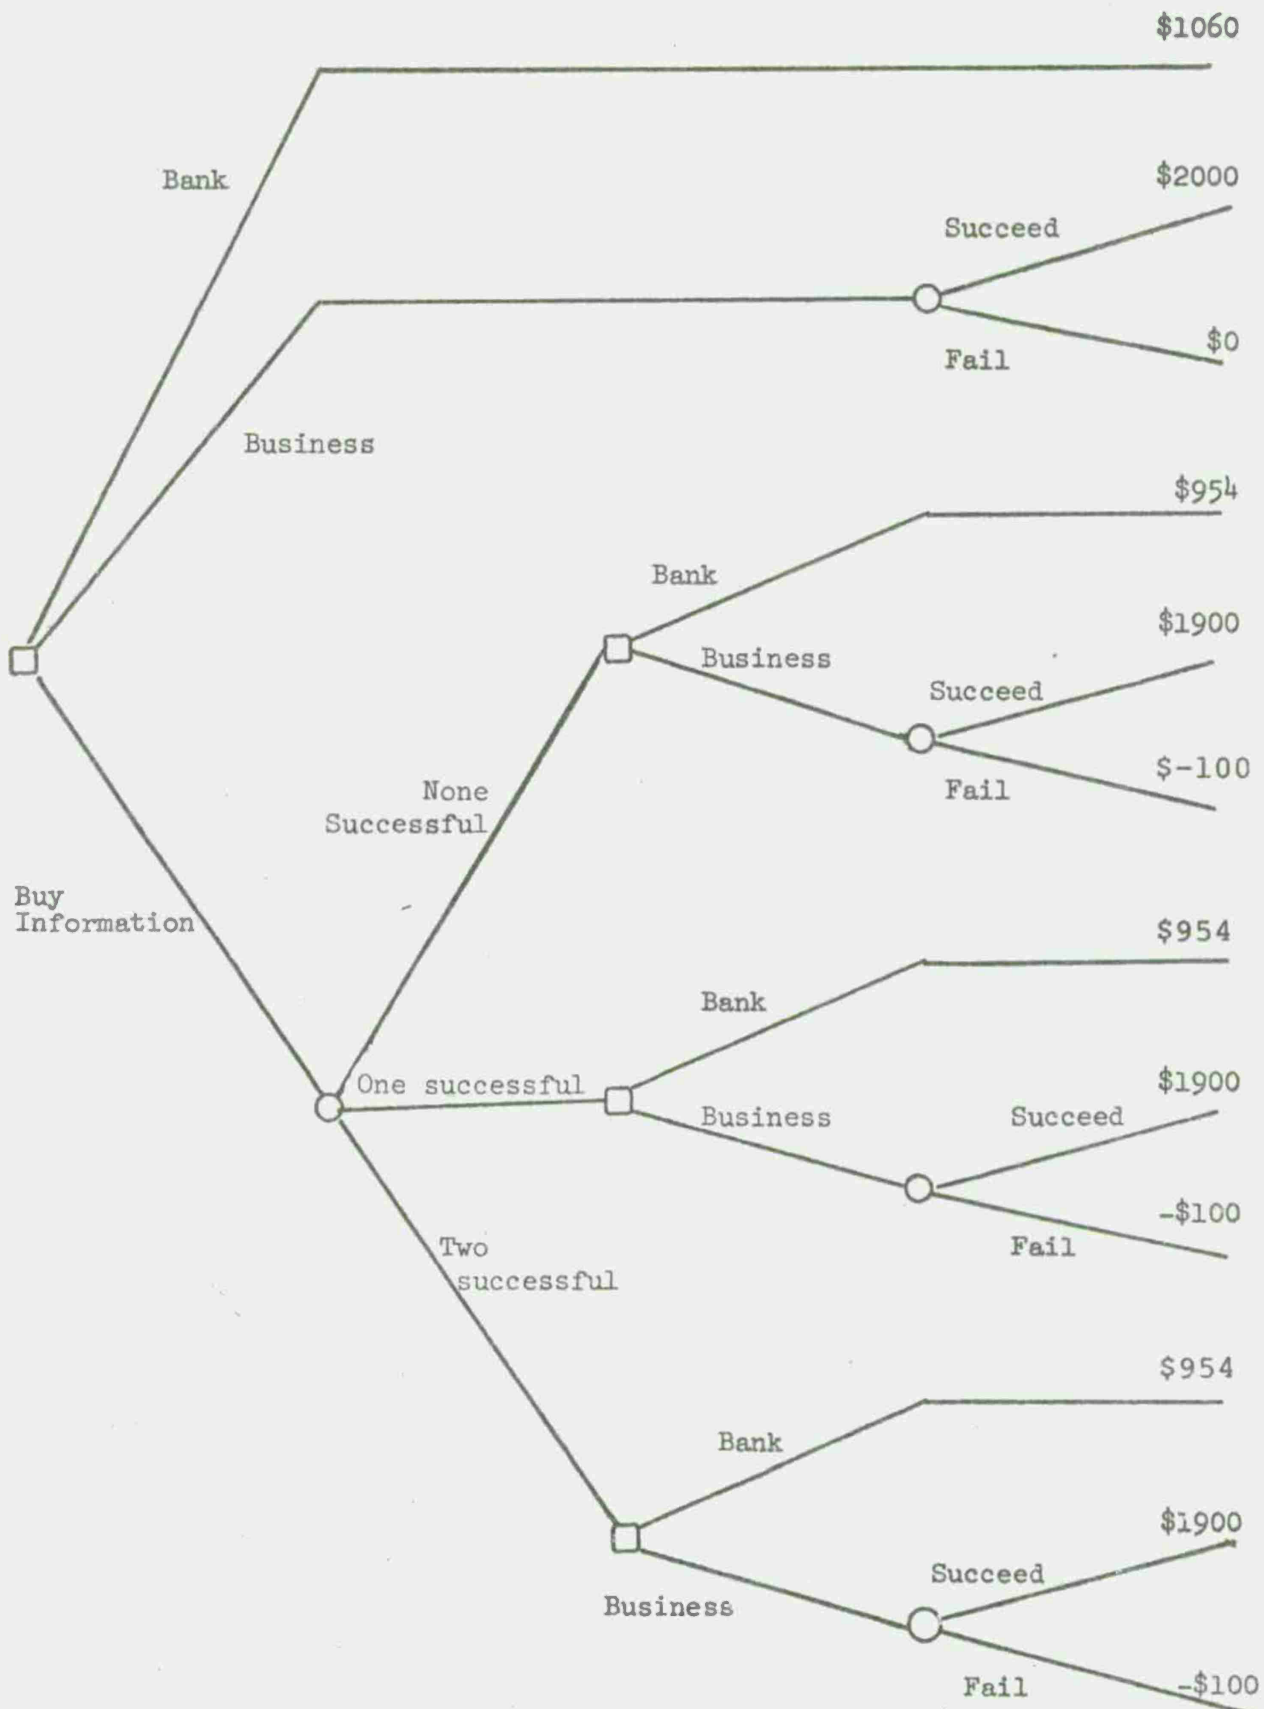 $1060
Bank
$2000
Succeed
$0
Fail
Business
$954
Bank
$1900
Business
Succeed
$-100
Fail
None
Successful
Buy
Information
$954
Bank
One successful
$1900
Business
Succeed
-$100
Fail
Two
successful
$954
Bank
$1900
Succeed
Business
Fail
-$100